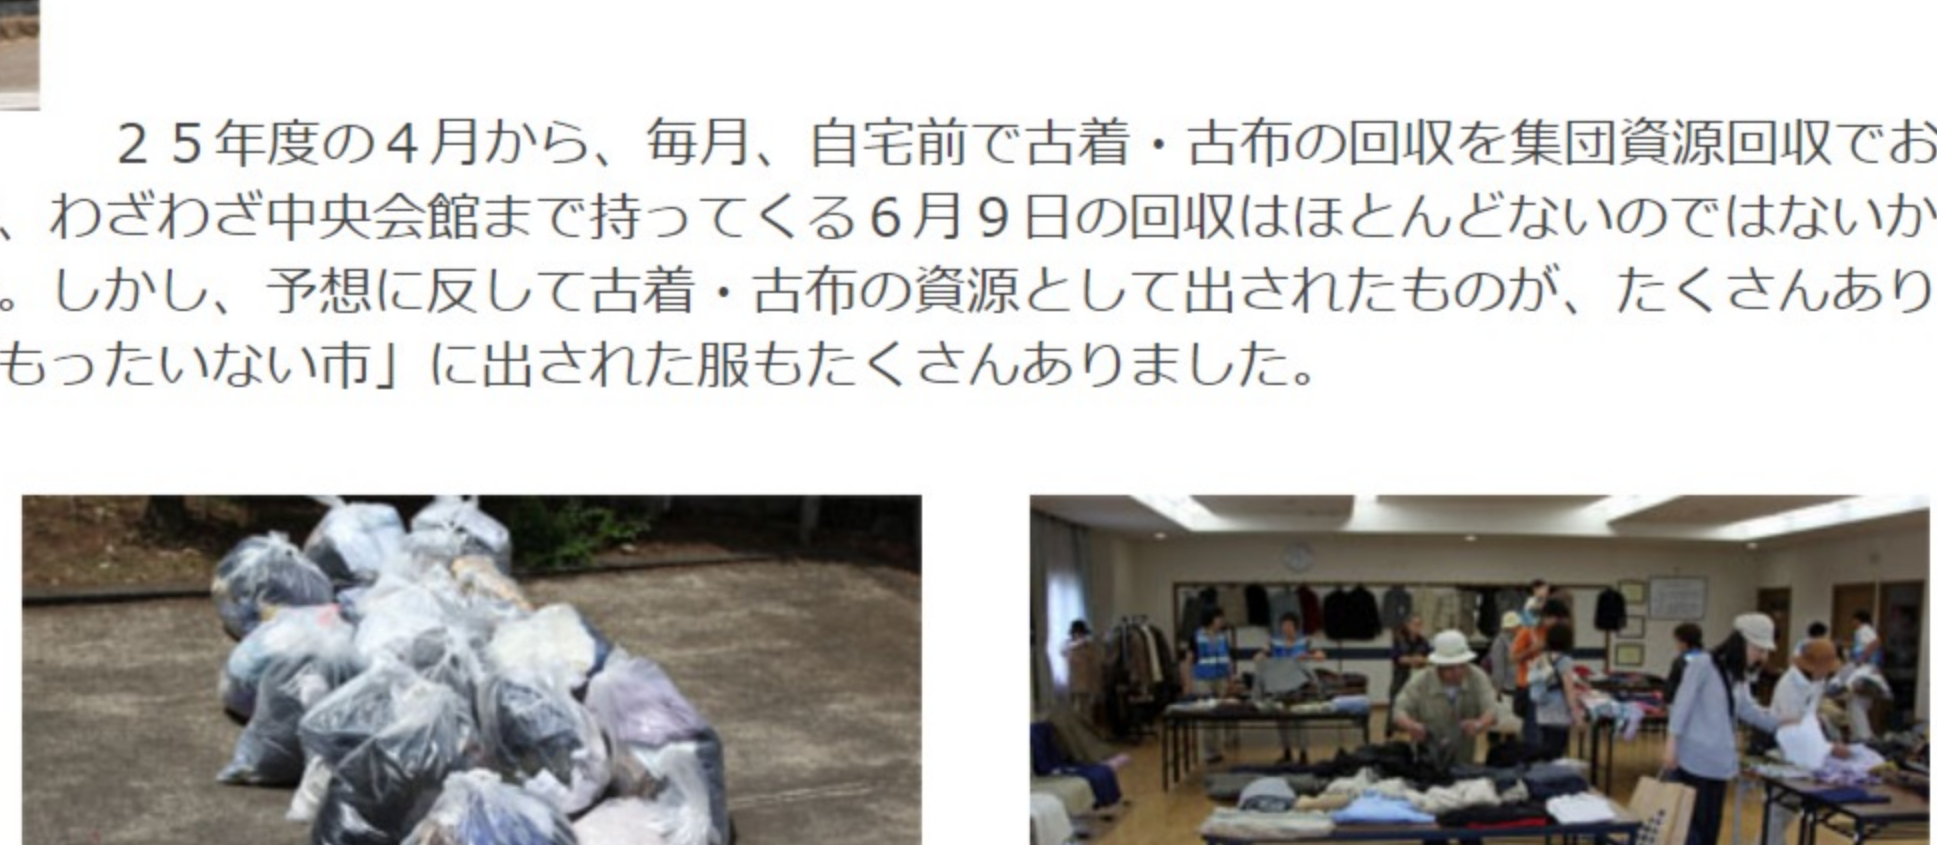 ２５年度の４月から、毎月、自宅前で古着・古布の回収を集団資源回収でお
、わざわざ中央会館まで持ってくる６月９日の回収はほとんどないのではないか
。しかし、予想に反して古着・古布の資源として出されたものが、たくさんあり
もったいない市」に出された服もたくさんありました。